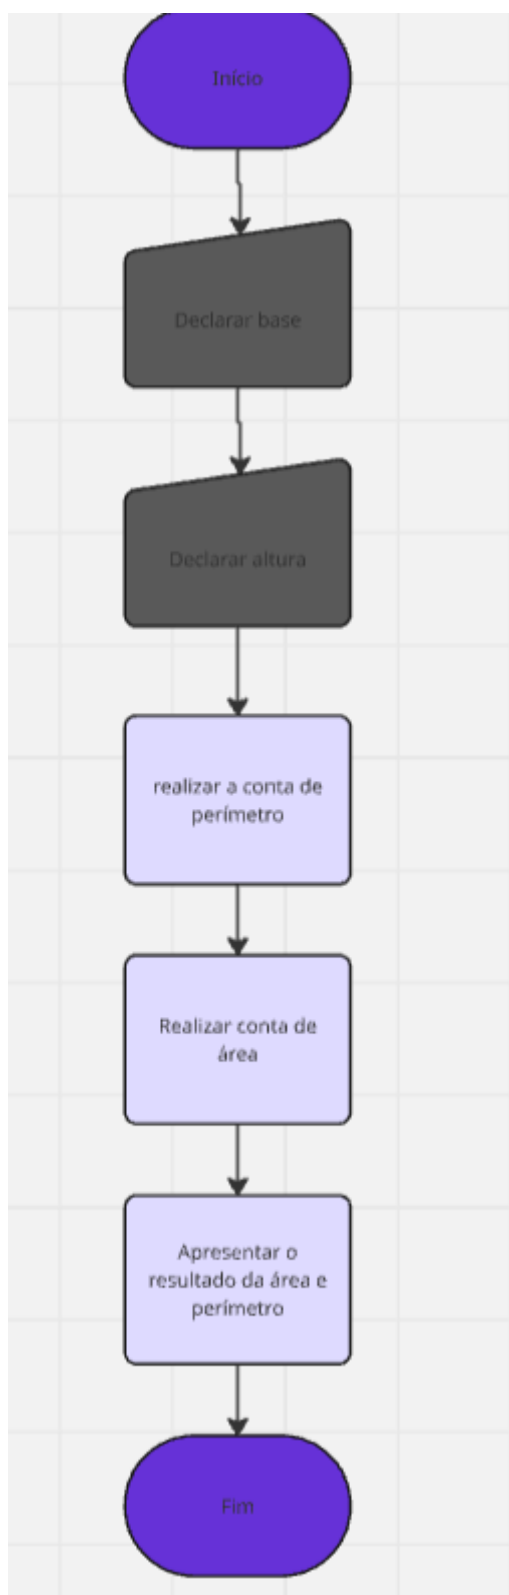 Início
Declarar base
Declarar altura
realizar a conta de
perímetro
Realizar conta de
área
Apresentar o
resultado da área e
perímetro
Fim